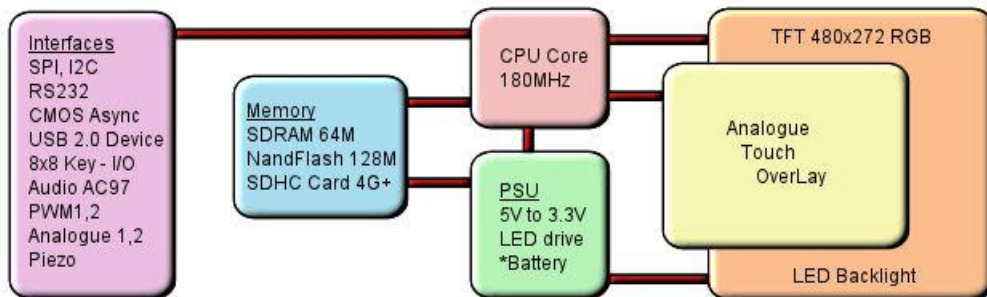 Interfaces
SPI, I2C
RS232
CMOS Async
USB 2.0 Device
8x8 Key - I/O
Audio AC97
PWM1,2
Analogue 1,2
Piezo
Memory
SDRAM 64M
NandFlash 128M
SDHC Card 4G+
CPU Core
180MHz
PSU
5V to 3.3V
LED drive
*Battery
TFT 480x272 RGB
Analogue
Touch
OverLay
LED Backlight